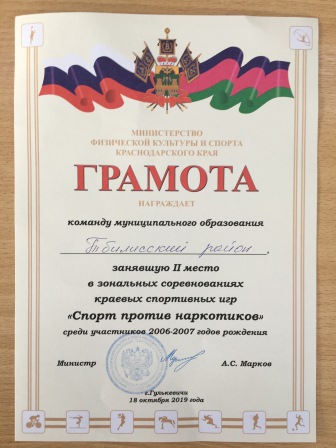 МИНИСТЕРСТВО
ФИЗИЧЕСКОЙ КУЛЬТУРЫ И СПОРТА
КРАСНОДАРСКОГО КРАЯ
ГРАМОТА
НАГРАЖДАЕТ
команду муниципального образования
Тбилисский район,
занявшую II место
в зональных соревнованиях
краевых спортивных игр
«Спорт против наркотиков»
среди участников 2006-2007 годов рождения
Министр А.С. Марков
г.Гулькевичи
18 октября 2019 года